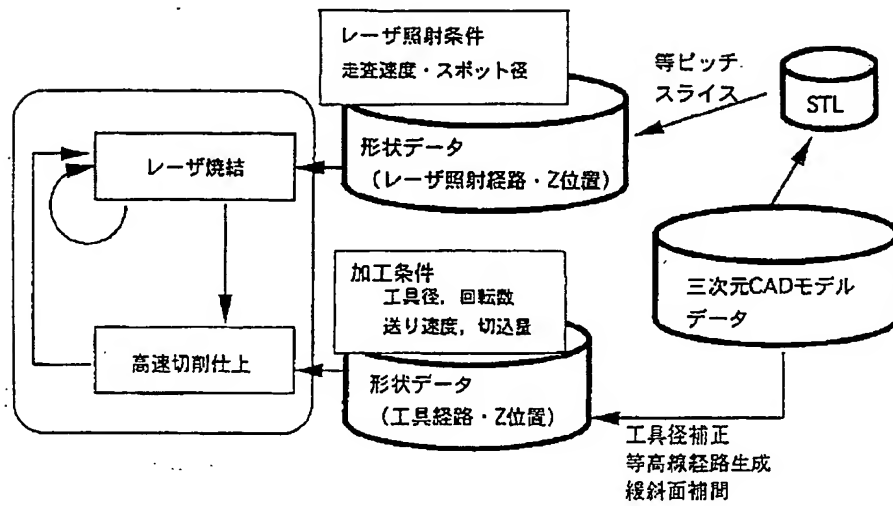 レーザ照射条件
走査速度・スポット径
等ピッチ
スライス
STL
レーザ焼結
形状データ
(レーザ照射経路・Z位置)
加工条件
工具径, 回転数
送り速度, 切込量
三次元CADモデル
データ
高速切削仕上
形状データ
(工具経路・Z位置)
工具径補正
等高線経路生成
緩斜面補間